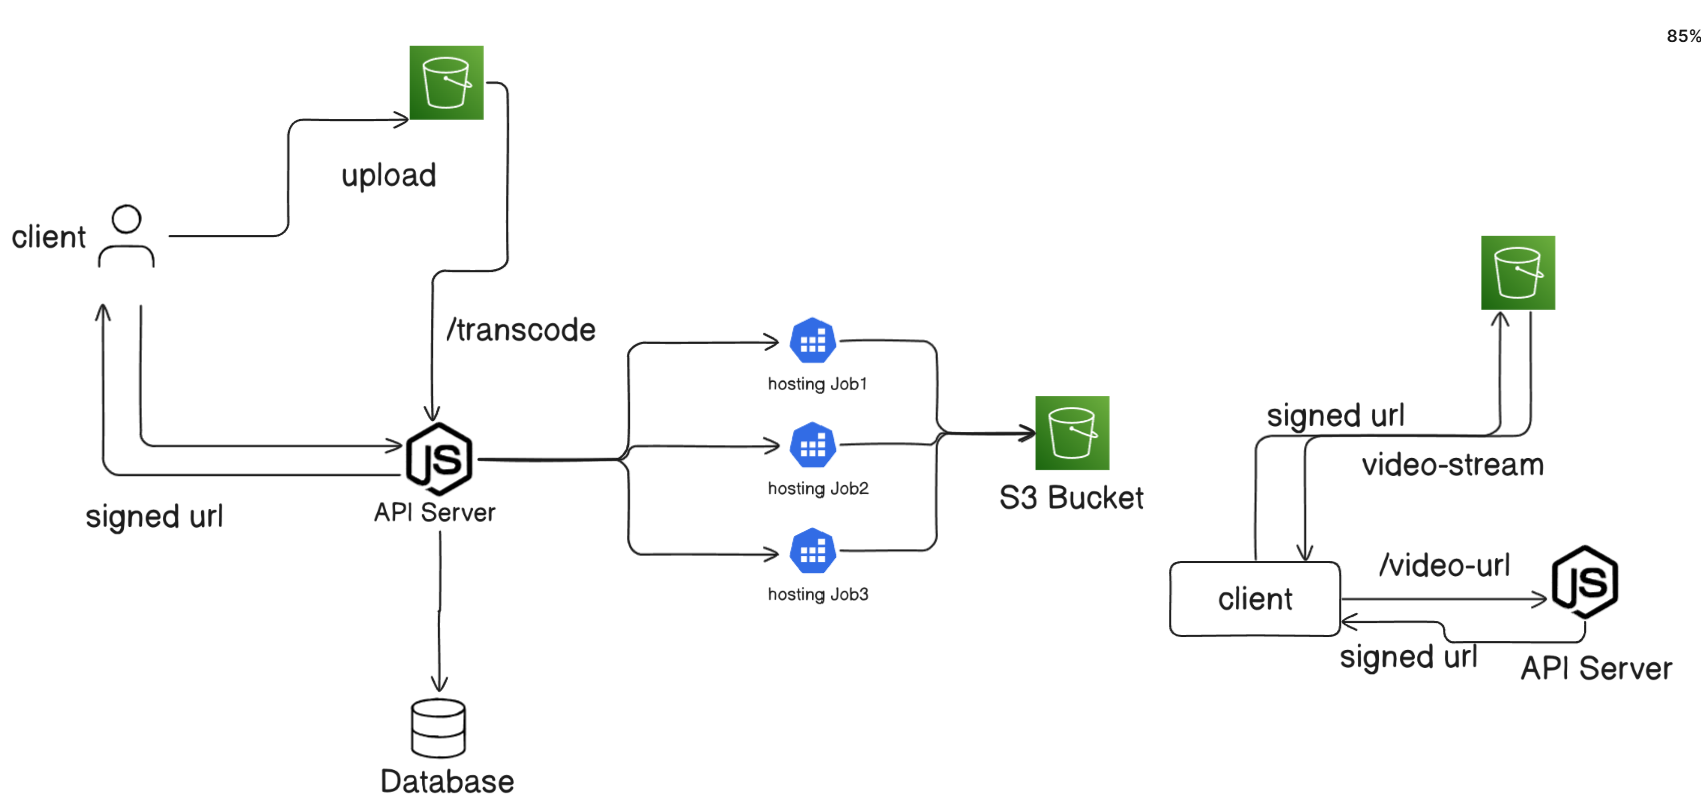 85%
upload
client
/transcode
hosting Job1
signed url
video-stream
JS
hosting Job2
S3 Bucket
signed url
API Server
/video-url
JS
client
hosting Job3
signed url
API Server
Database